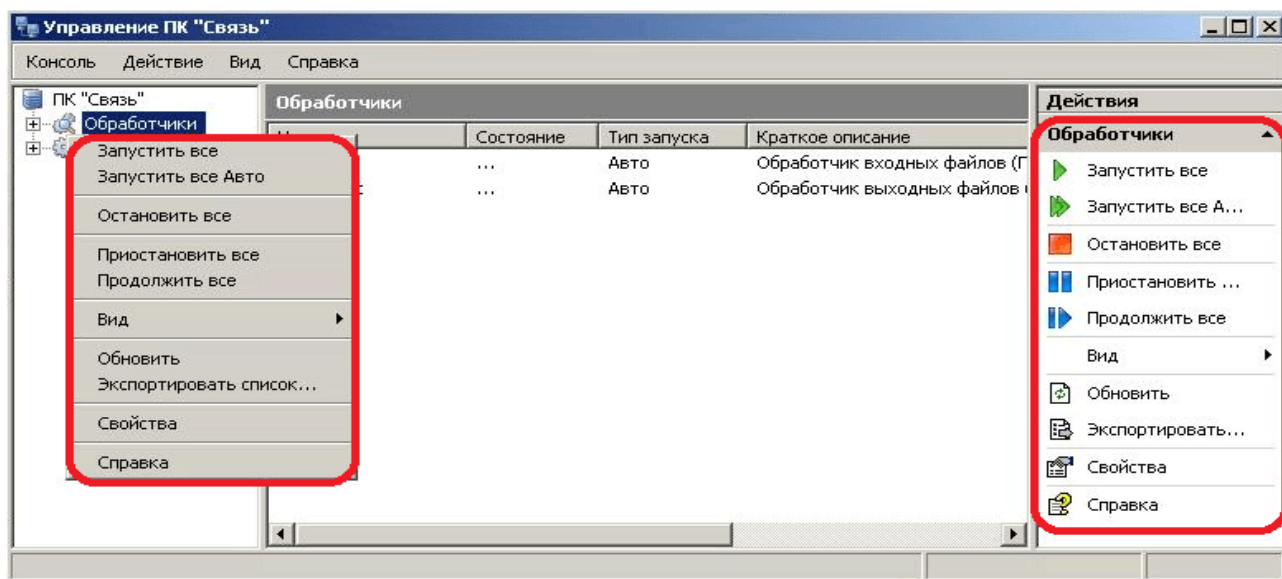 Управление ПК "Связь"
Консоль Действие Вид Справка
ПК "Связь"
Обработчики
Запустить все
Запустить все Авто
Остановить все
Приостановить все
Продолжить все
Вид
Обновить
Экспортировать список...
Свойства
Справка
Обработчики
Состояние Тип запуска Краткое описание
... Авто Обработчик входных файлов (Г
... Авто Обработчик выходных файлов
Действия
Обработчики
Запустить все
Запустить все А...
Остановить все
Приостановить ...
Продолжить все
Вид
Обновить
Экспортировать...
Свойства
Справка